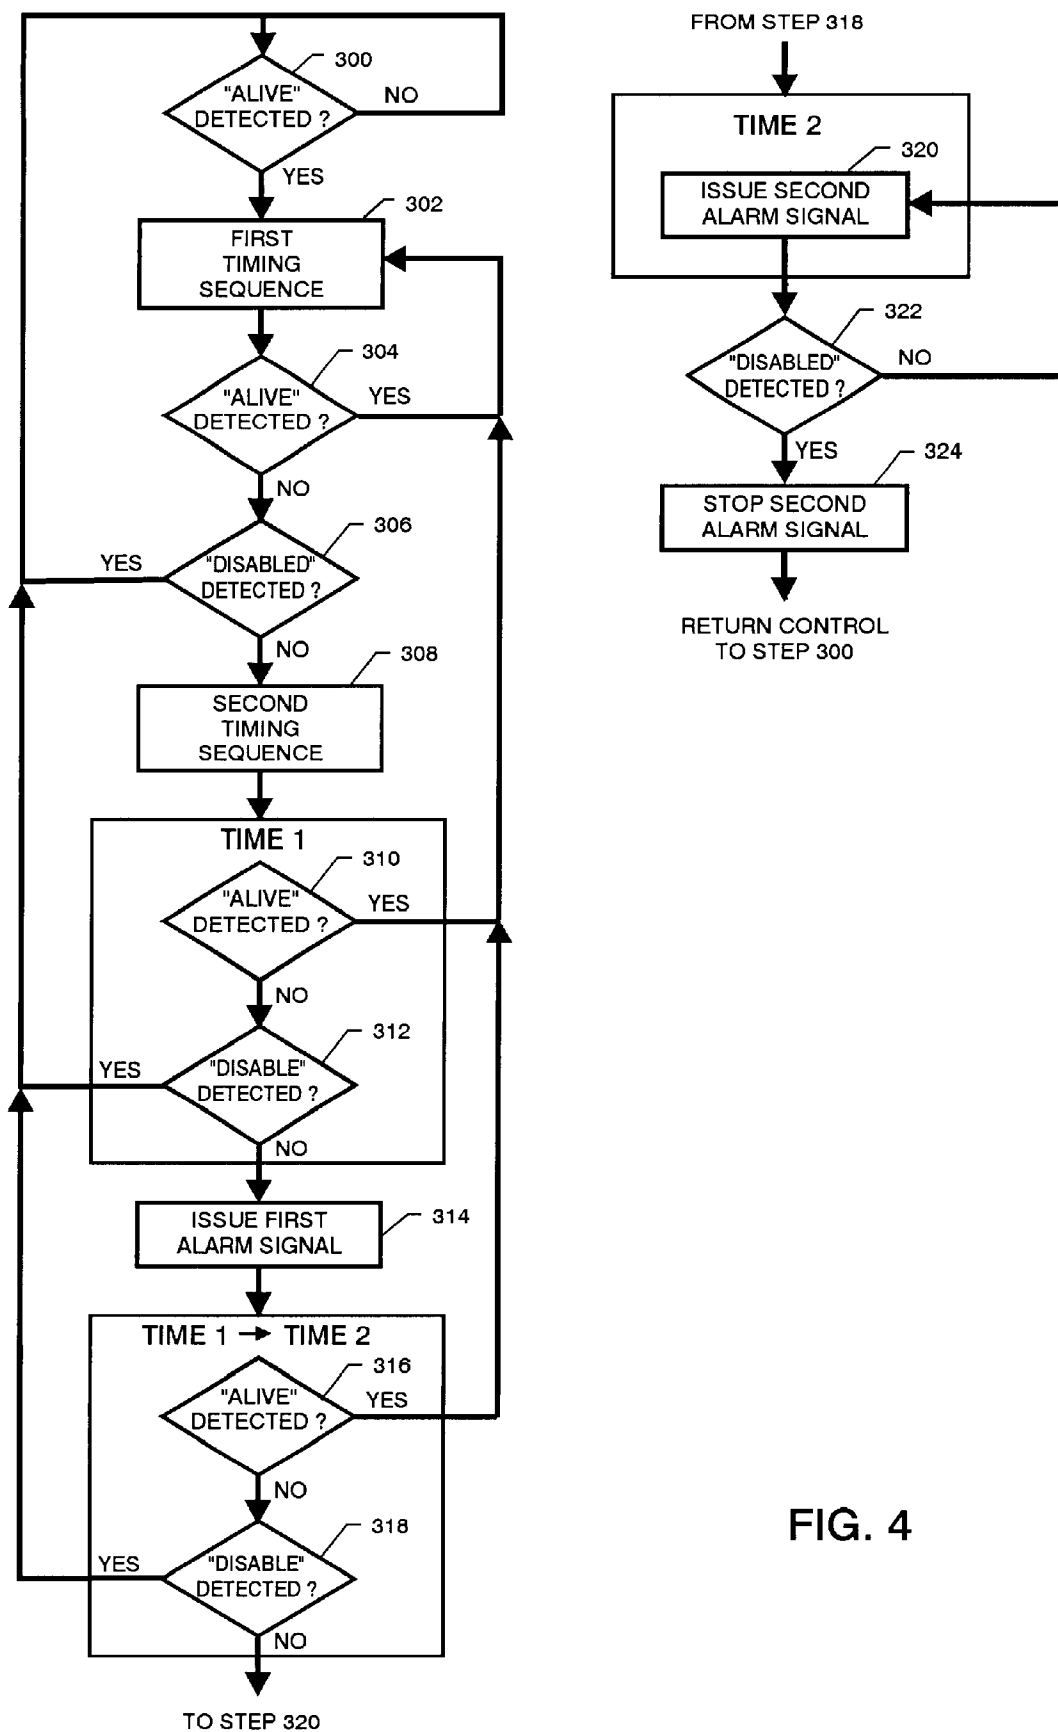 300
"ALIVE"
DETECTED ?
NO
YES
302
FIRST
TIMING
SEQUENCE
304
"ALIVE"
DETECTED ?
YES
NO
306
"DISABLED"
DETECTED ?
YES
NO
308
SECOND
TIMING
SEQUENCE
TIME 1
310
"ALIVE"
DETECTED ?
YES
NO
312
"DISABLE"
DETECTED ?
YES
NO
ISSUE FIRST
ALARM SIGNAL
314
TIME 1 → TIME 2
316
"ALIVE"
DETECTED ?
YES
NO
318
"DISABLE"
DETECTED ?
YES
NO
TO STEP 320
FROM STEP 318
TIME 2
320
ISSUE SECOND
ALARM SIGNAL
322
"DISABLED"
DETECTED ?
NO
YES
324
STOP SECOND
ALARM SIGNAL
RETURN CONTROL
TO STEP 300
FIG. 4